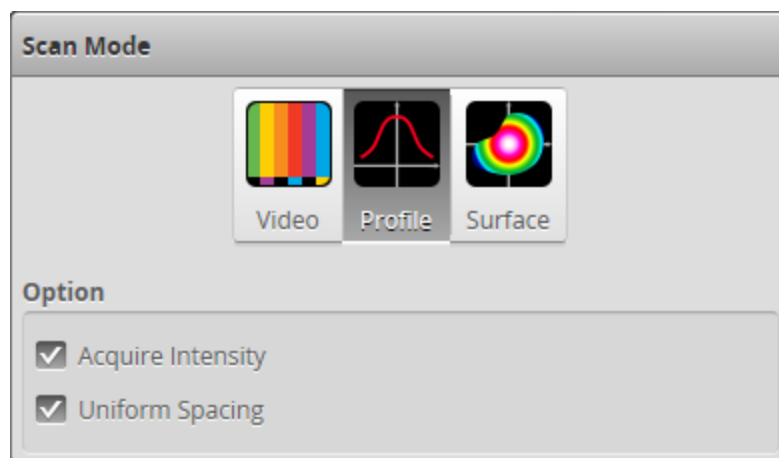 Scan Mode
Video Profile Surface
Option
Acquire Intensity
Uniform Spacing